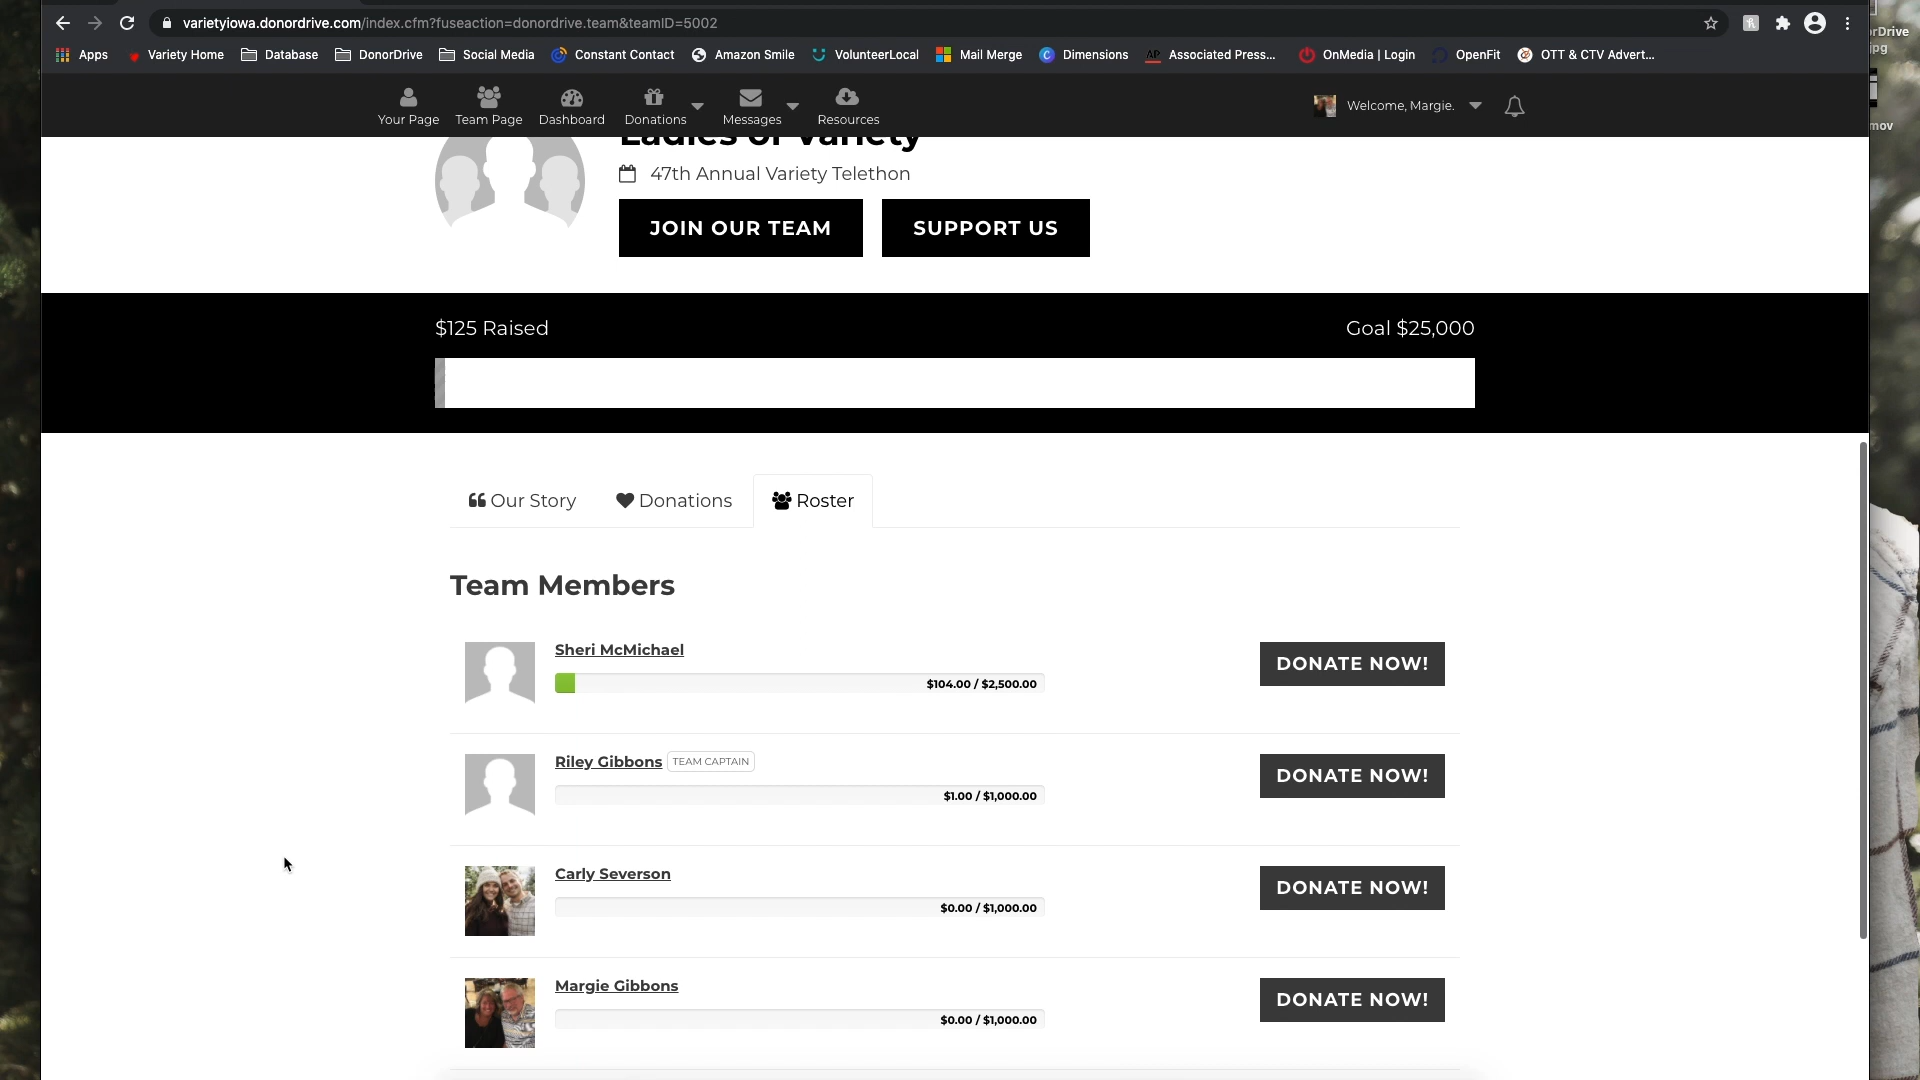 varietyiowa.donordrive.com/index.cfm?fuseaction=donordrive.team&teamID=5002
Apps Variety Home Database DonorDrive Social Media Constant Contact Amazon Smile VolunteerLocal Mail Merge Dimensions AP Associated Press... OnMedia | Login OpenFit OTT & CTV Advert...
Your Page Team Page Dashboard Donations Messages Resources Welcome, Margie.
Ladies of Variety
47th Annual Variety Telethon
JOIN OUR TEAM SUPPORT US
$125 Raised Goal $25,000
Our Story Donations Roster
Team Members
Sheri McMichael
$104.00 / $2,500.00
DONATE NOW!
Riley Gibbons TEAM CAPTAIN
$1.00 / $1,000.00
DONATE NOW!
Carly Severson
$0.00 / $1,000.00
DONATE NOW!
Margie Gibbons
$0.00 / $1,000.00
DONATE NOW!